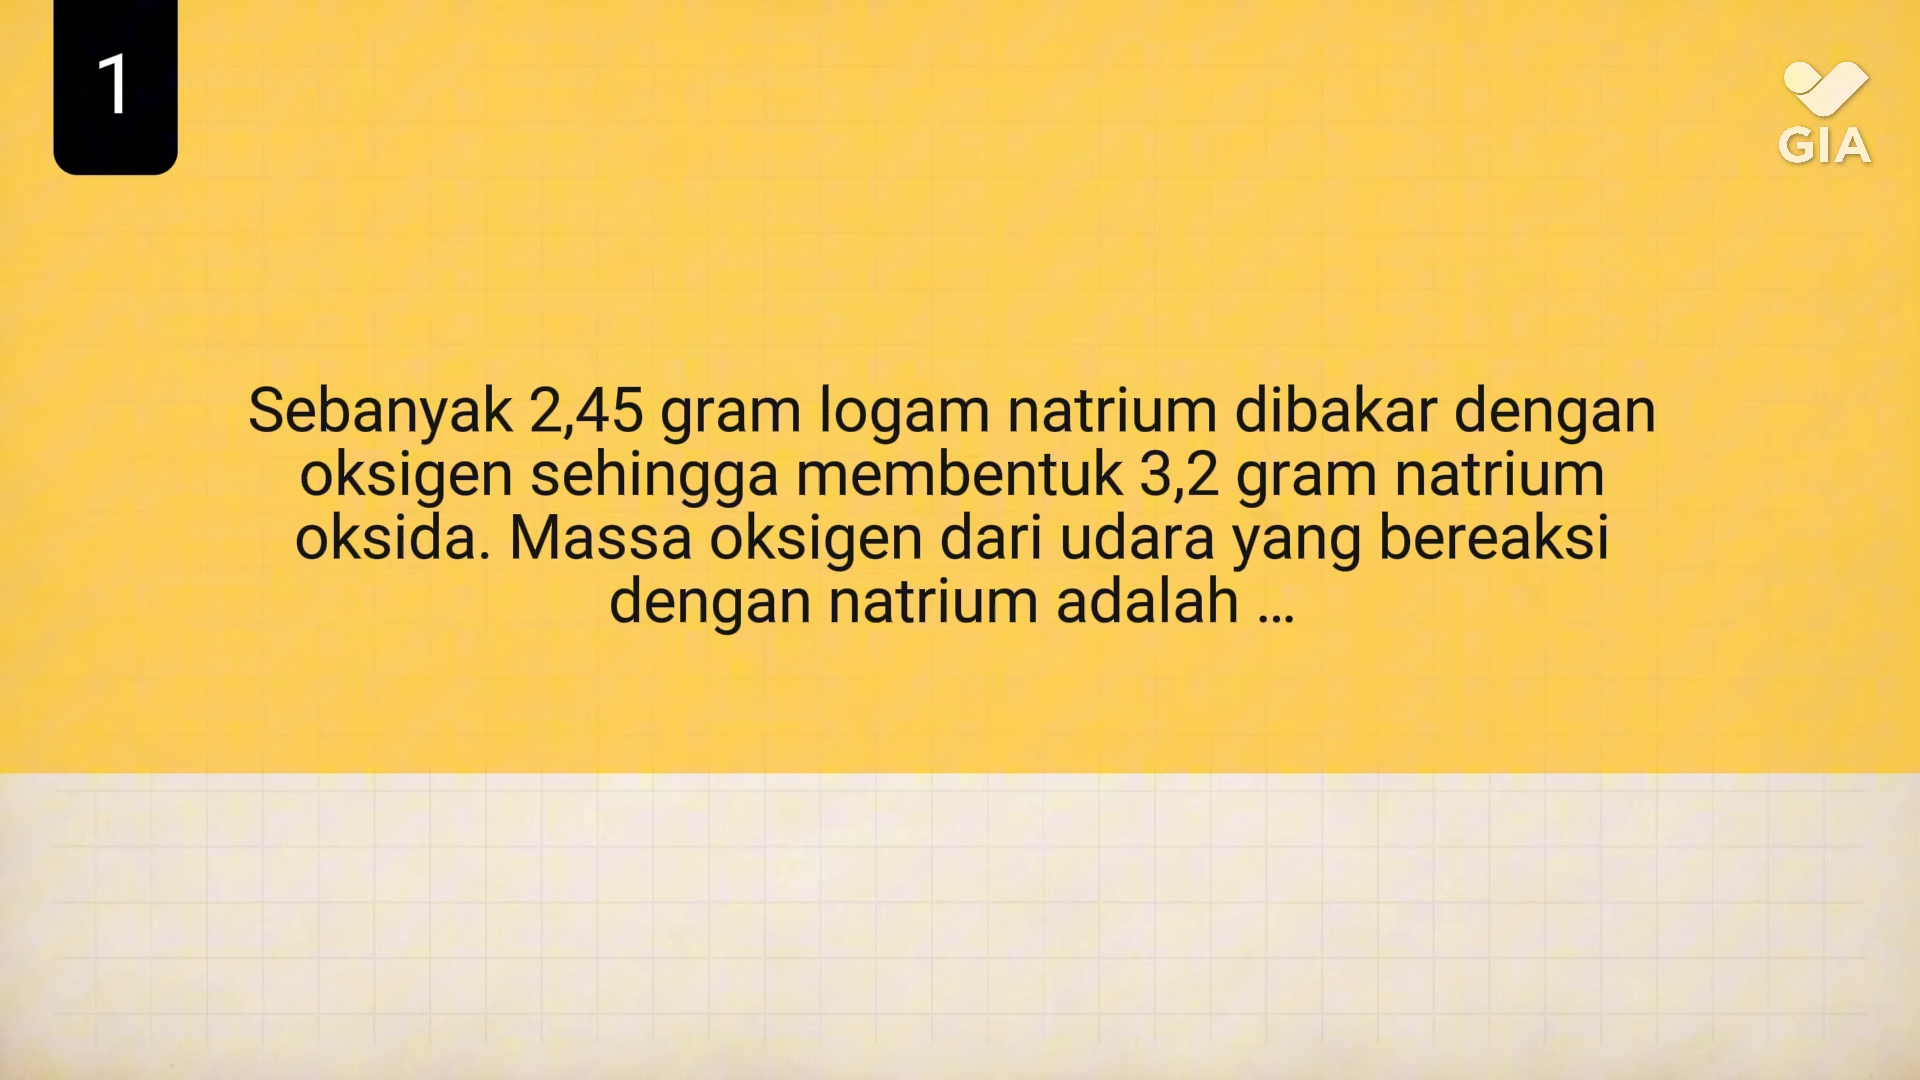 1
GIA
Sebanyak 2,45 gram logam natrium dibakar dengan
oksigen sehingga membentuk 3,2 gram natrium
oksida. Massa oksigen dari udara yang bereaksi
dengan natrium adalah ...